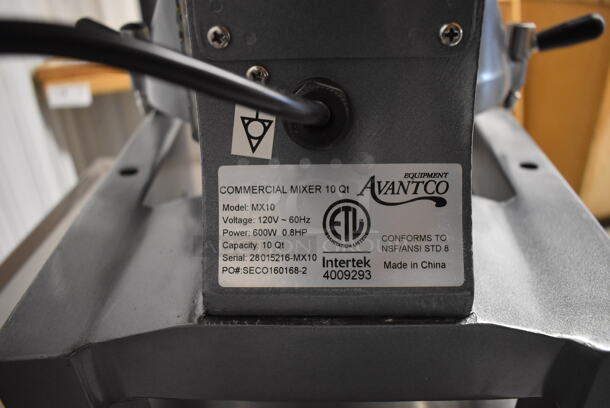 COMMERCIAL MIXER 10 Qt
EQUIPMENT
AVANTCO
Model: MX10
Voltage: 120V ~ 60Hz
Power: 600W 0.8HP
Capacity: 10 Qt
Serial: 28015216-MX10
PO#:SECO160168-2
ETL
Intertek
4009293
CONFORMS TO
NSF/ANSI STD.8
Made in China